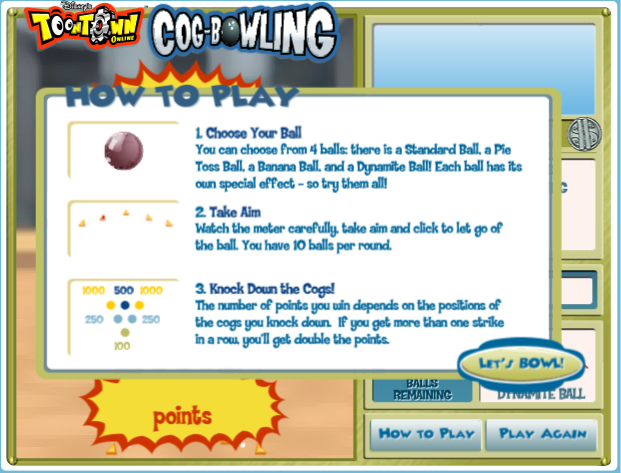 Disney's
TOONTOWN
ONLINE
COG-BOWLING
HOW TO PLAY
1. Choose Your Ball
You can choose from 4 balls: there is a Standard Ball, a Pie
Toss Ball, a Banana Ball, and a Dynamite Ball! Each ball has its
own special effect - so try them all!
2. Take Aim
Watch the meter carefully, take aim and click to let go of
the ball. You have 10 balls per round.
1000 500 1000
250 250
100
3. Knock Down the Cogs!
The number of points you win depends on the positions of
the cogs you knock down. If you get more than one strike
in a row, you'll get double the points.
LET'S BOWL!
BALLS
REMAINING
DYNAMITE BALL
points
HOW TO PLAY
PLAY AGAIN